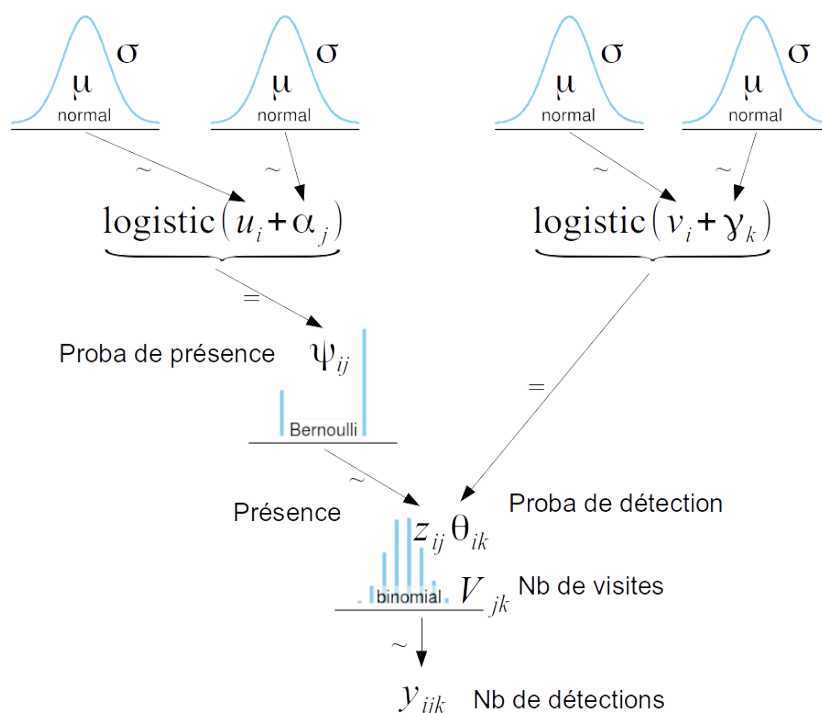 σ σ σ σ
μ μ μ μ
normal normal normal normal
~ ~ ~ ~
logistic(u_i+α_j) logistic(v_i+γ_k)
=
Proba de présence ψ_ij
=
Bernoulli
~
Présence z_ij θ_ik Proba de détection
binomial V_jk Nb de visites
~
y_ijk Nb de détections